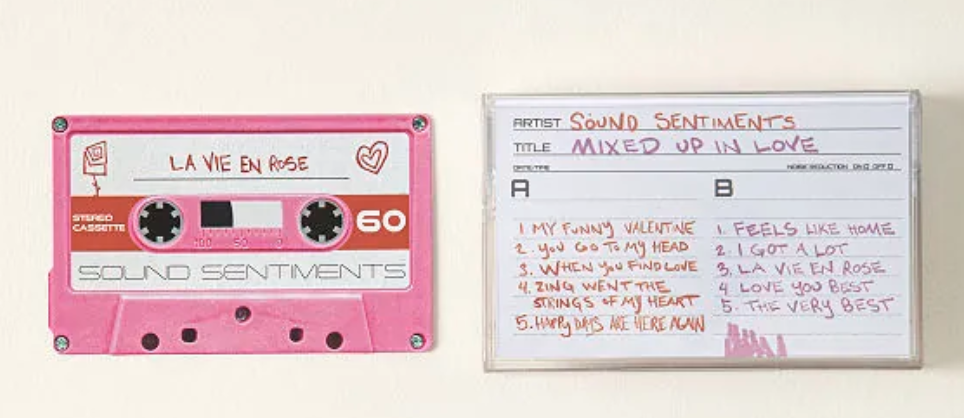 LA VIE EN ROSE
STEREO
CASSETTE
60
100 50 0
SOUND SENTIMENTS
ARTIST SOUND SENTIMENTS
TITLE MIXED UP IN LOVE
DATE/TIME NOISE REDUCTION ON OFF
A
1 MY FUNNY VALENTINE
2. YOU GO TO MY HEAD
3. WHEN YOU FIND LOVE
4. ZING WENT THE
STRINGS OF MY HEART
5. HAPPY DAYS ARE HERE AGAIN
B
1. FEELS LIKE HOME
2. I GOT A LOT
3. LA VIE EN ROSE
4 LOVE YOU BEST
5. THE VERY BEST